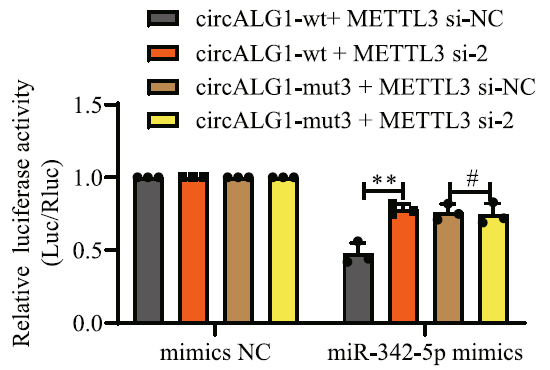 circALG1-wt+ METTL3 si-NC
circALG1-wt + METTL3 si-2
circALG1-mut3 + METTL3 si-NC
circALG1-mut3 + METTL3 si-2
Relative luciferase activity
(Luc/Rluc)
1.5
1.0
0.5
0.0
**
#
mimics NC
miR-342-5p mimics